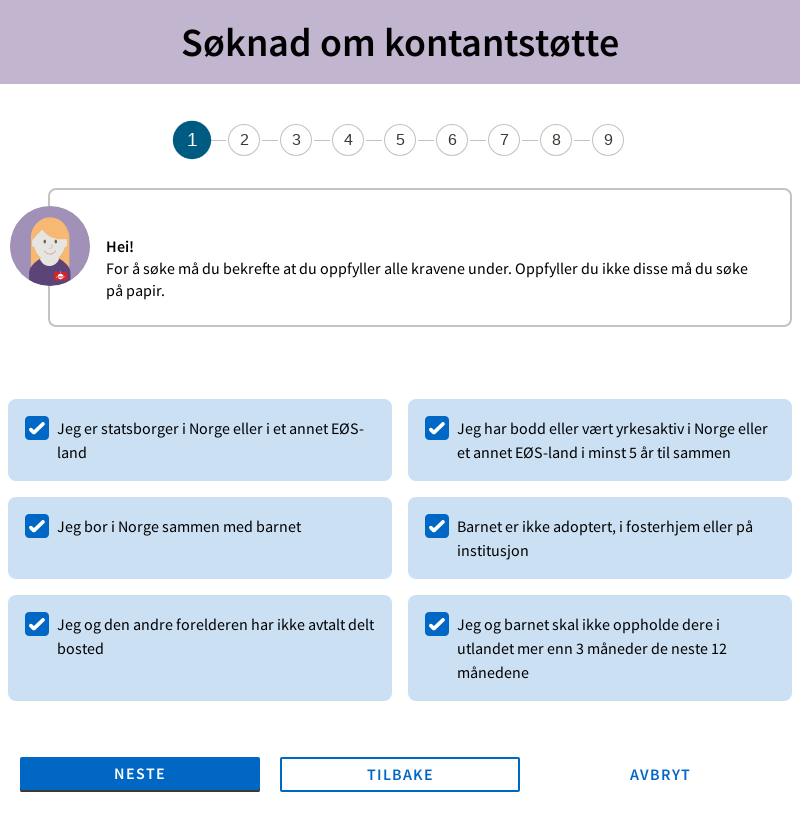 Søknad om kontantstøtte
1 2 3 4 5 6 7 8 9
Hei!
For å søke må du bekrefte at du oppfyller alle kravene under. Oppfyller du ikke disse må du søke
på papir.
Jeg er statsborger i Norge eller i et annet EØS-
land
Jeg har bodd eller vært yrkesaktiv i Norge eller
et annet EØS-land i minst 5 år til sammen
Jeg bor i Norge sammen med barnet
Barnet er ikke adoptert, i fosterhjem eller på
institusjon
Jeg og den andre forelderen har ikke avtalt delt
bosted
Jeg og barnet skal ikke oppholde dere i
utlandet mer enn 3 måneder de neste 12
månedene
NESTE TILBAKE AVBRYT